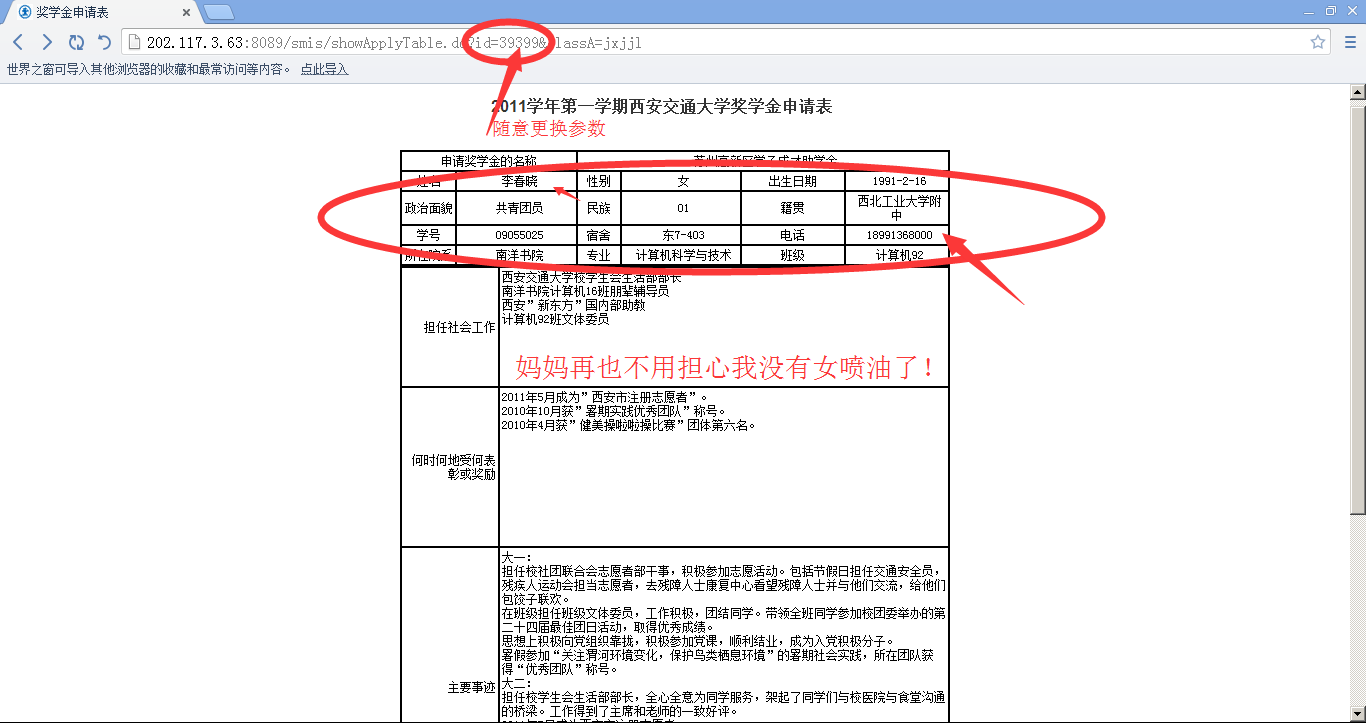 奖学金申请表
202.117.3.63:8089/smis/showApplyTable.do?id=39399&classA=jxjjl
世界之窗可导入其他浏览器的收藏和最常访问等内容。 点此导入
2011学年第一学期西安交通大学奖学金申请表
随意更换参数
申请奖学金的名称 苏州高新区学子成才助学金
姓名 李春晓 性别 女 出生日期 1991-2-16
政治面貌 共青团员 民族 01 籍贯 西北工业大学附中
学号 09055025 宿舍 东7-403 电话 18991368000
所在院系 南洋书院 专业 计算机科学与技术 班级 计算机92
担任社会工作
西安交通大学校学生会生活部部长
南洋书院计算机16班朋辈辅导员
西安”新东方”国内部助教
计算机92班文体委员
妈妈再也不用担心我没有女喷油了！
何时何地受何表
彰或奖励
2011年5月成为”西安市注册志愿者”。
2010年10月获”暑期实践优秀团队”称号。
2010年4月获”健美操啦啦操比赛”团体第六名。
主要事迹
大一：
担任校社团联合会志愿者部干事，积极参加志愿活动。包括节假日担任交通安全员，
残疾人运动会担当志愿者，去残障人士康复中心看望残障人士并与他们交流，给他们
包饺子联欢。
在班级担任班级文体委员，工作积极，团结同学。带领全班同学参加校团委举办的第
二十四届最佳团日活动，取得优秀成绩。
思想上积极向党组织靠拢，积极参加党课，顺利结业，成为入党积极分子。
暑假参加“关注渭河环境变化，保护鸟类栖息环境”的暑期社会实践，所在团队获
得“优秀团队”称号。
大二：
担任校学生会生活部部长，全心全意为同学服务，架起了同学们与校医院与食堂沟通
的桥梁。工作得到了主席和老师的一致好评。